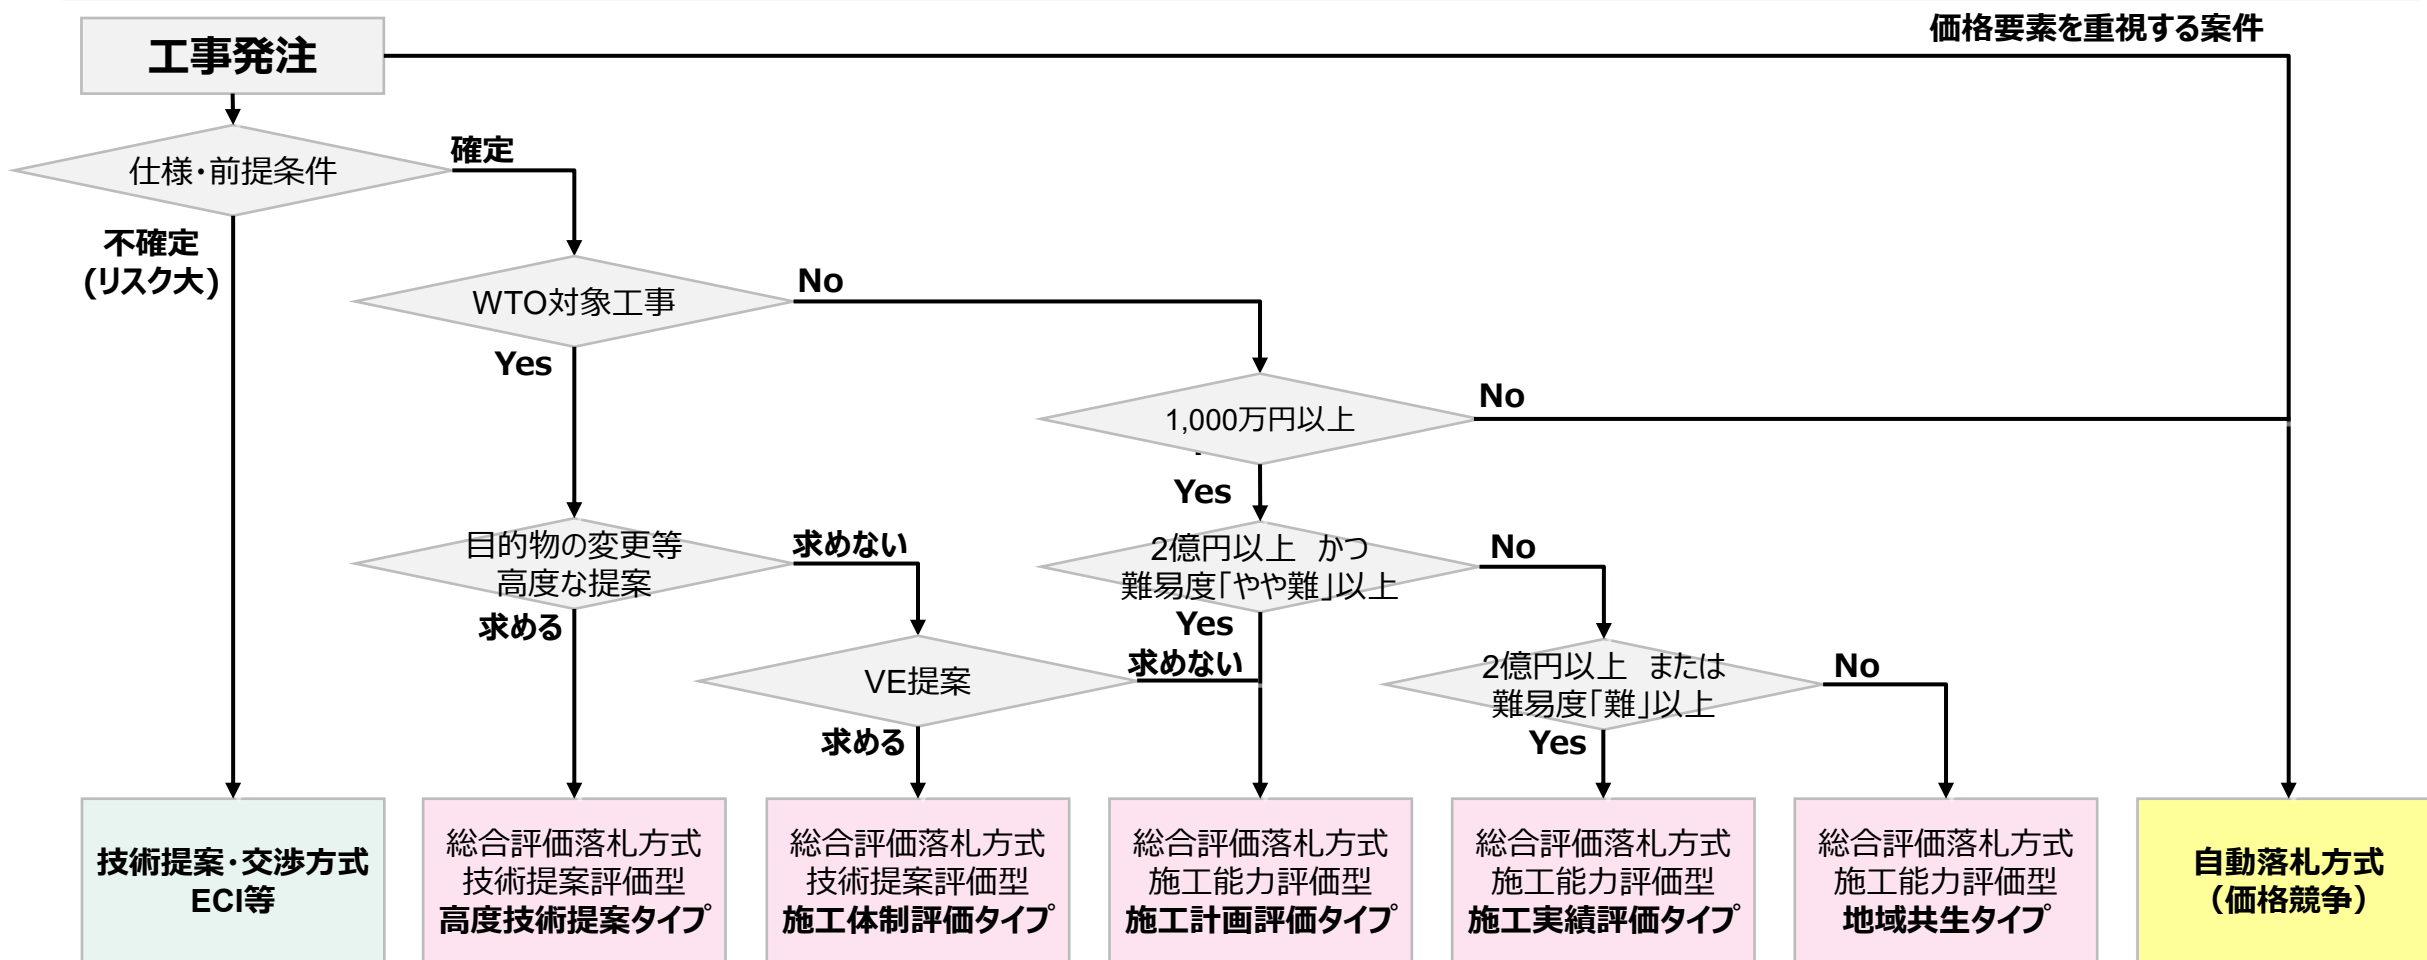 価格要素を重視する案件
工事発注
確定
仕様・前提条件
不確定
(リスク大)
No
WTO対象工事
Yes
No
1,000万円以上
Yes
目的物の変更等
高度な提案
求めない
2億円以上 かつ
難易度「やや難」以上
No
求める
Yes
求めない
VE提案
2億円以上 または
難易度「難」以上
No
求める
Yes
技術提案・交渉方式
ECI等
総合評価落札方式
技術提案評価型
高度技術提案タイプ
総合評価落札方式
技術提案評価型
施工体制評価タイプ
総合評価落札方式
施工能力評価型
施工計画評価タイプ
総合評価落札方式
施工能力評価型
施工実績評価タイプ
総合評価落札方式
施工能力評価型
地域共生タイプ
自動落札方式
（価格競争）